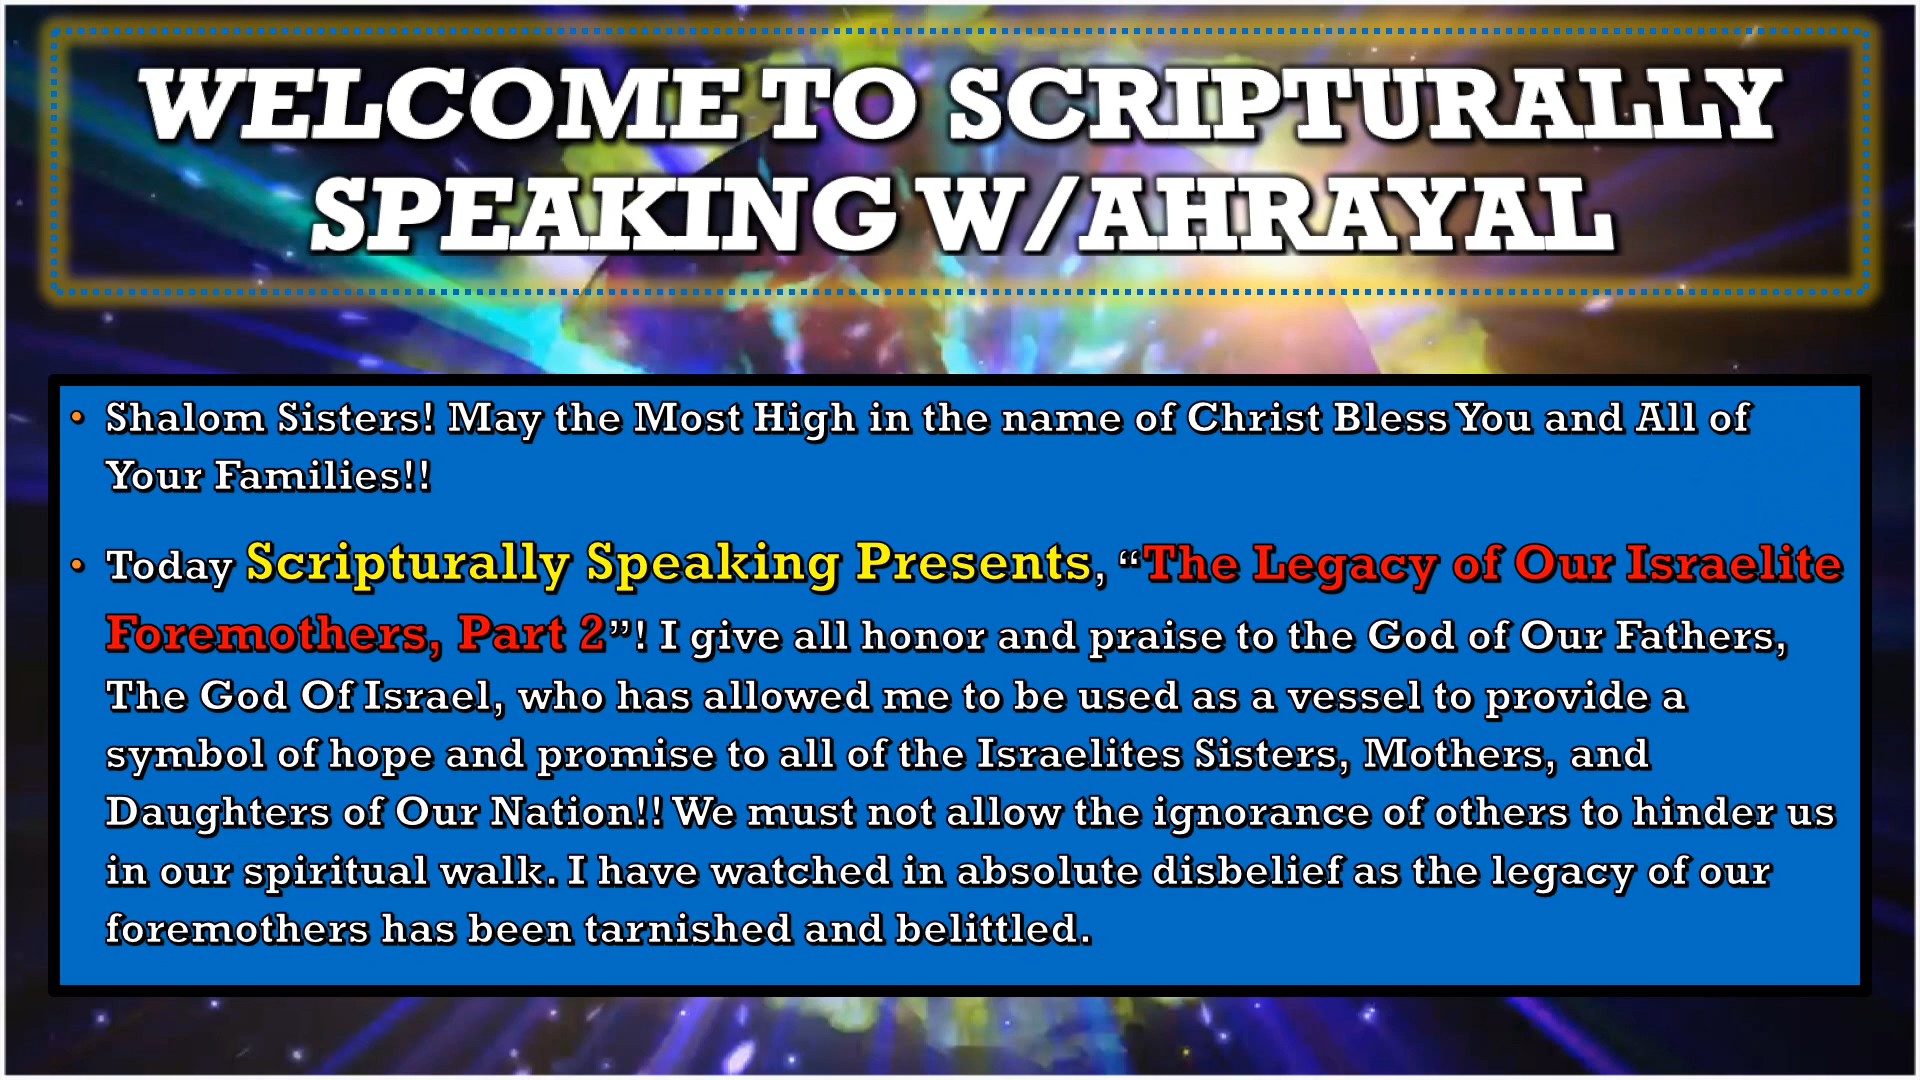 WELCOME TO SCRIPTURALLY
SPEAKING W/AHRAYAL
• Shalom Sisters! May the Most High in the name of Christ Bless You and All of
Your Families!!
• Today Scripturally Speaking Presents, “The Legacy of Our Israelite
Foremothers, Part 2”! I give all honor and praise to the God of Our Fathers,
The God Of Israel, who has allowed me to be used as a vessel to provide a
symbol of hope and promise to all of the Israelites Sisters, Mothers, and
Daughters of Our Nation!! We must not allow the ignorance of others to hinder us
in our spiritual walk. I have watched in absolute disbelief as the legacy of our
foremothers has been tarnished and belittled.